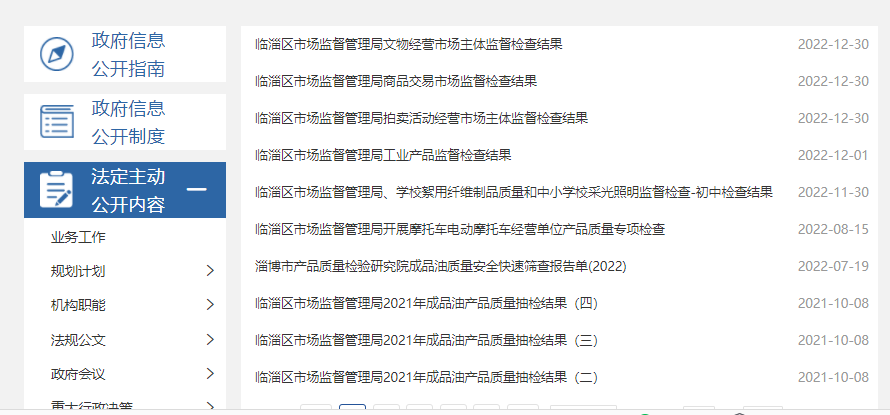 政府信息
公开指南
政府信息
公开制度
法定主动
公开内容
业务工作
规划计划
机构职能
法规公文
政府会议
重大行政决策
临淄区市场监督管理局文物经营市场主体监督检查结果 2022-12-30
临淄区市场监督管理局商品交易市场监督检查结果 2022-12-30
临淄区市场监督管理局拍卖活动经营市场主体监督检查结果 2022-12-30
临淄区市场监督管理局工业产品监督检查结果 2022-12-01
临淄区市场监督管理局、学校絮用纤维制品质量和中小学校采光照明监督检查-初中检查结果 2022-11-30
临淄区市场监督管理局开展摩托车电动摩托车经营单位产品质量专项检查 2022-08-15
淄博市产品质量检验研究院成品油质量安全快速筛查报告单(2022) 2022-07-19
临淄区市场监督管理局2021年成品油产品质量抽检结果（四） 2021-10-08
临淄区市场监督管理局2021年成品油产品质量抽检结果（三） 2021-10-08
临淄区市场监督管理局2021年成品油产品质量抽检结果（二） 2021-10-08